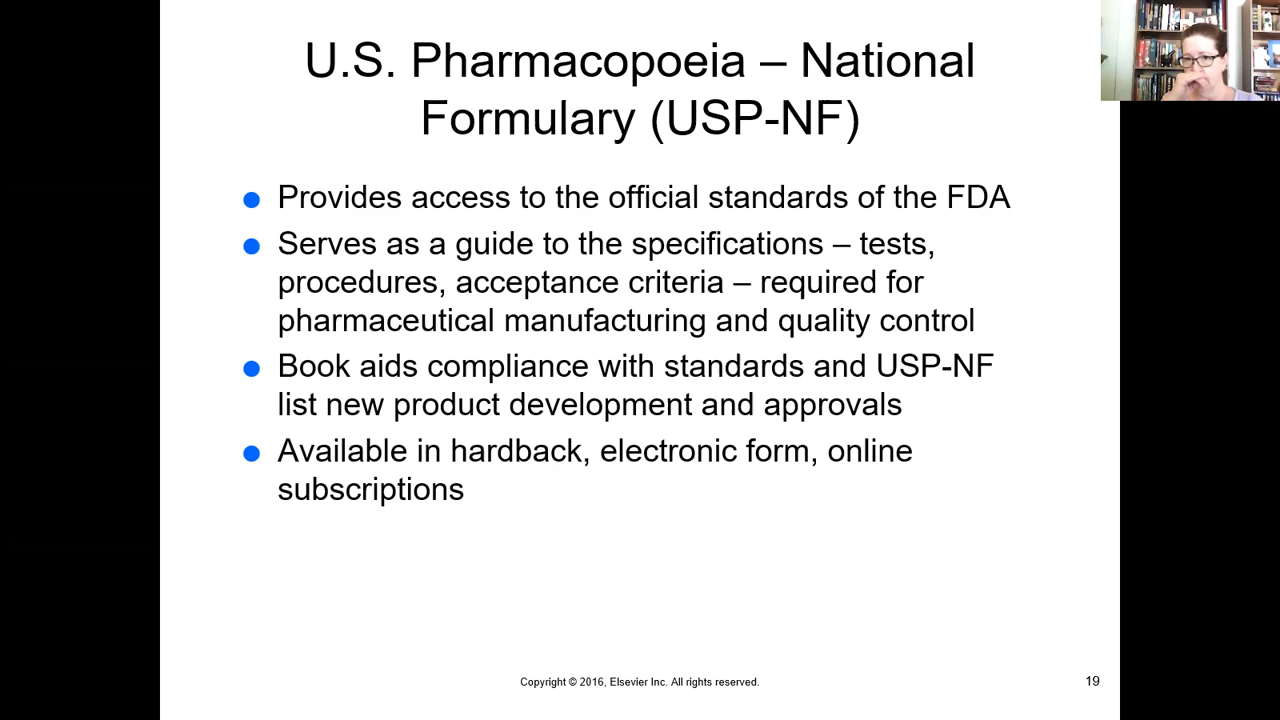 U.S. Pharmacopoeia – National
Formulary (USP-NF)
Provides access to the official standards of the FDA
Serves as a guide to the specifications – tests,
procedures, acceptance criteria – required for
pharmaceutical manufacturing and quality control
Book aids compliance with standards and USP-NF
list new product development and approvals
Available in hardback, electronic form, online
subscriptions
Copyright © 2016, Elsevier Inc. All rights reserved.
19